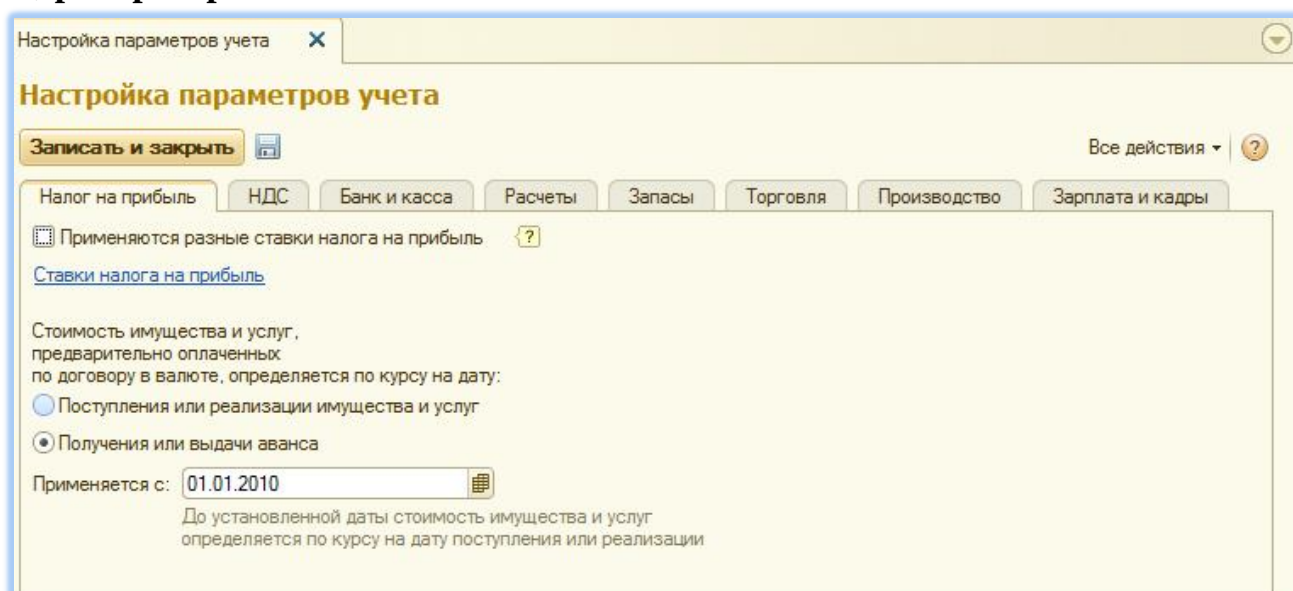 Настройка параметров учета
Настройка параметров учета
Записать и закрыть Все действия
Налог на прибыль НДС Банк и касса Расчеты Запасы Торговля Производство Зарплата и кадры
Применяются разные ставки налога на прибыль ?
Ставки налога на прибыль
Стоимость имущества и услуг,
предварительно оплаченных
по договору в валюте, определяется по курсу на дату:
Поступления или реализации имущества и услуг
Получения или выдачи аванса
Применяется с: 01.01.2010
До установленной даты стоимость имущества и услуг
определяется по курсу на дату поступления или реализации